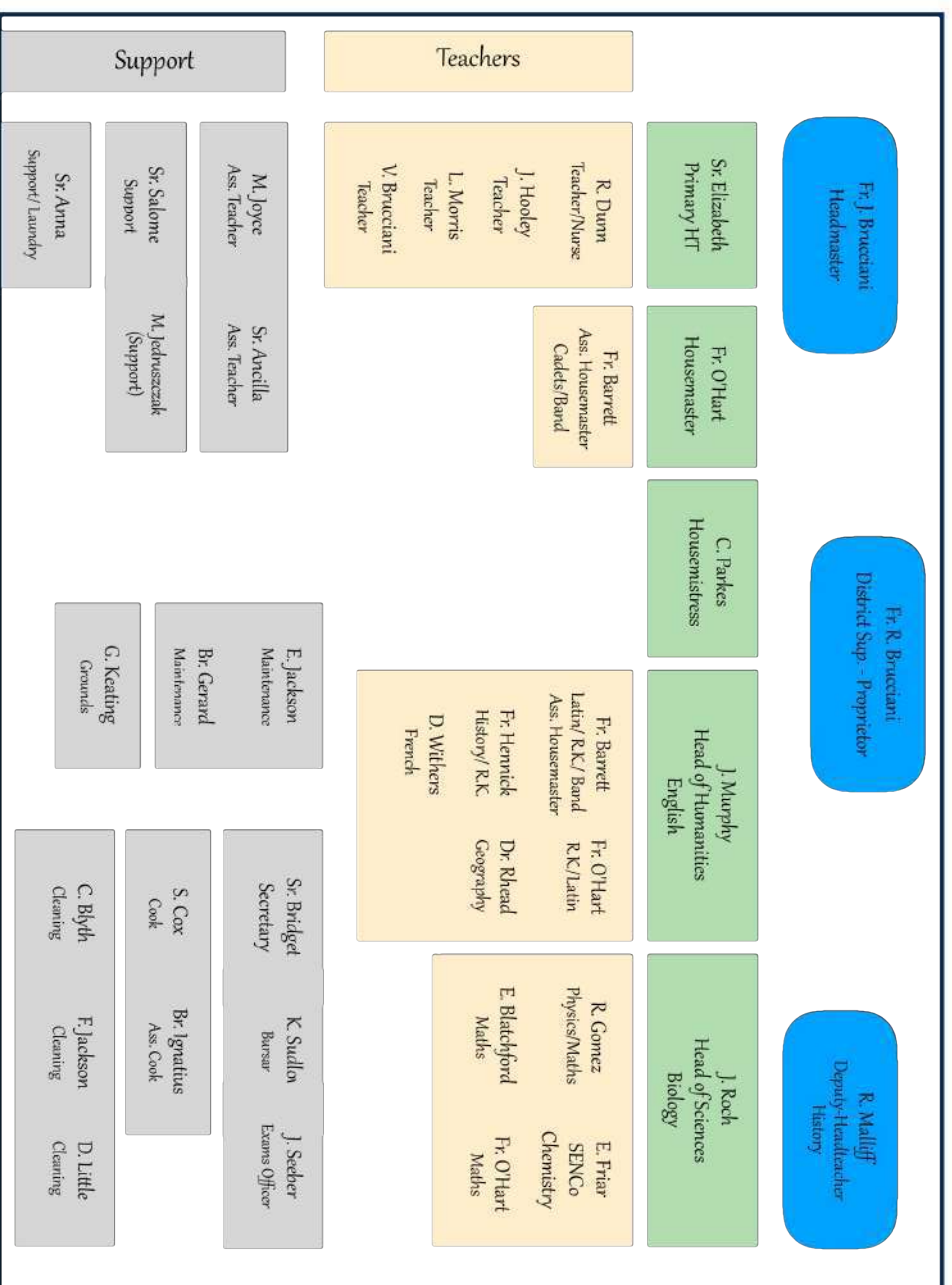 Fr. J. Brucciani
Headmaster
Fr. R. Brucciani
District Sup. - Proprietor
R. Malliff
Deputy-Headteacher
History
Sr. Elizabeth
Primary HT
Fr. O'Hart
Housemaster
C. Parkes
Housemistress
J. Murphy
Head of Humanities
English
J. Roch
Head of Sciences
Biology
Teachers
R. Dunn
Teacher/Nurse
J. Hooley
Teacher
L. Morris
Teacher
V. Brucciani
Teacher
Fr. Barrett
Ass. Housemaster
Cadets/Band
Fr. Barrett
Latin/ R.K./ Band
Ass. Housemaster
Fr. O'Hart
R.K./Latin
Fr. Hennick
History/ R.K.
Dr. Rhead
Geography
D. Withers
French
R. Gomez
Physics/Maths
E. Friar
SENCo
Chemistry
E. Blatchford
Maths
Fr. O'Hart
Maths
Support
M. Joyce
Ass. Teacher
Sr. Ancilla
Ass. Teacher
Sr. Salome
Support
M. Jedruszczak
(Support)
Sr. Anna
Support/ Laundry
E. Jackson
Maintenance
Br. Gerard
Maintenance
G. Keating
Grounds
Sr. Bridget
Secretary
K. Sudlo
Bursar
J. Seeber
Exams Officer
S. Cox
Cook
Br. Ignatius
Ass. Cook
C. Blyth
Cleaning
F. Jackson
Cleaning
D. Little
Cleaning